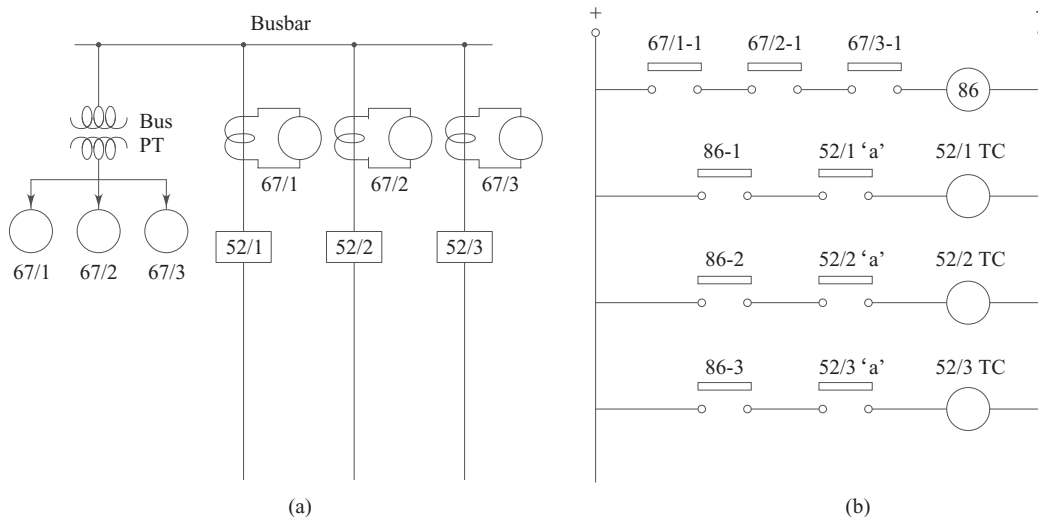 Busbar
Bus
PT
67/1 67/2 67/3
67/1 67/2 67/3
52/1 52/2 52/3
(a)
+ -
67/1-1 67/2-1 67/3-1
86
86-1 52/1 ‘a’ 52/1 TC
86-2 52/2 ‘a’ 52/2 TC
86-3 52/3 ‘a’ 52/3 TC
(b)